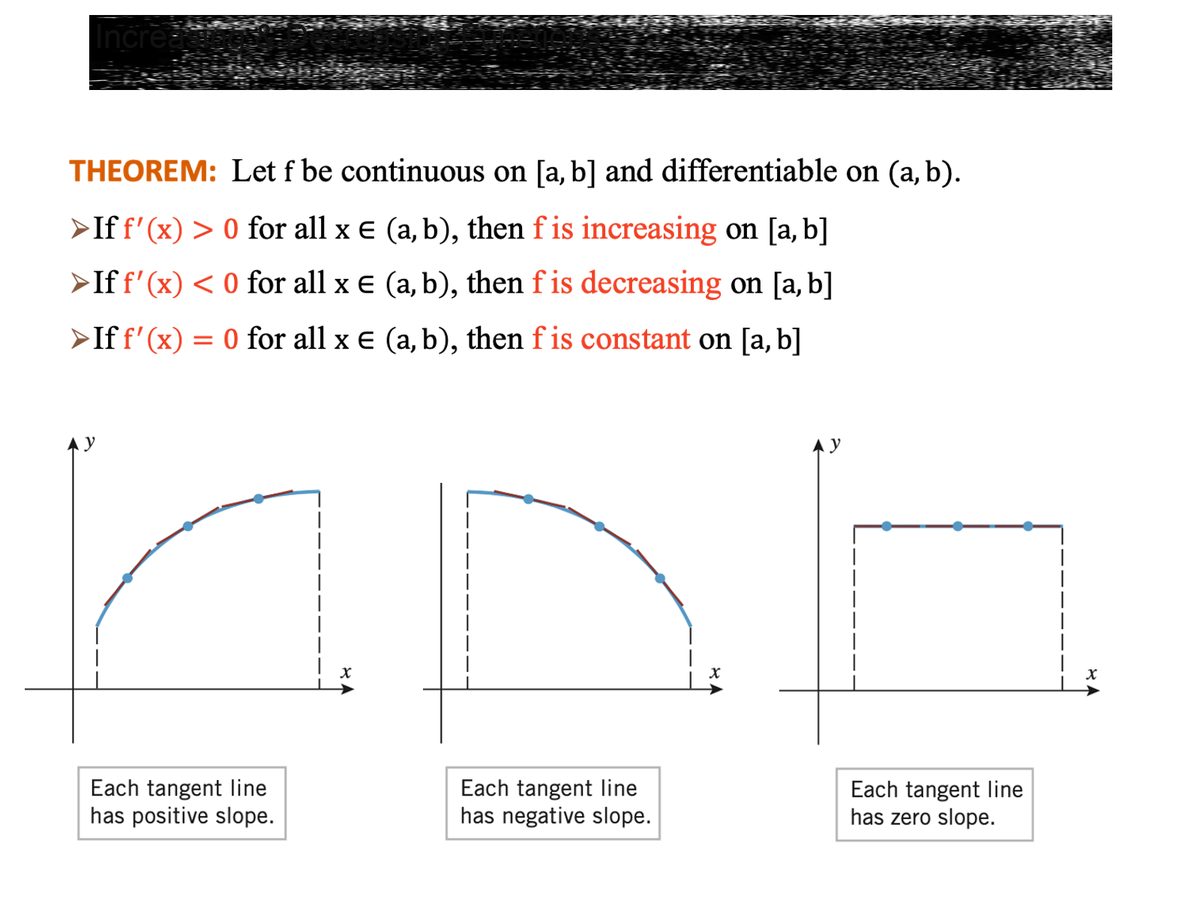 THEOREM: Let f be continuous on [a, b] and differentiable on (a, b).
➢If f′(x) > 0 for all x ∈ (a, b), then f is increasing on [a, b]
➢If f′(x) < 0 for all x ∈ (a, b), then f is decreasing on [a, b]
➢If f′(x) = 0 for all x ∈ (a, b), then f is constant on [a, b]
y
x
x
y
x
Each tangent line
has positive slope.
Each tangent line
has negative slope.
Each tangent line
has zero slope.